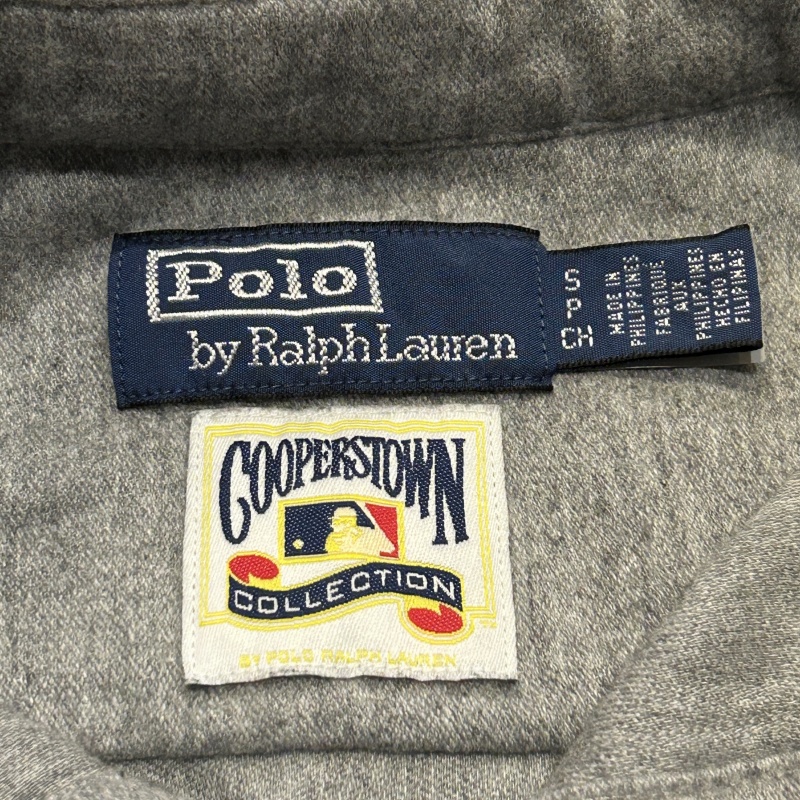 Polo
by Ralph Lauren
S
P
CH
MADE IN
PHILIPPINES
FABRIQUE
AUX
PHILIPPINES
HECHO EN
FILIPINAS
COOPERSTOWN
COLLECTION
TM
BY POLO RALPH LAUREN